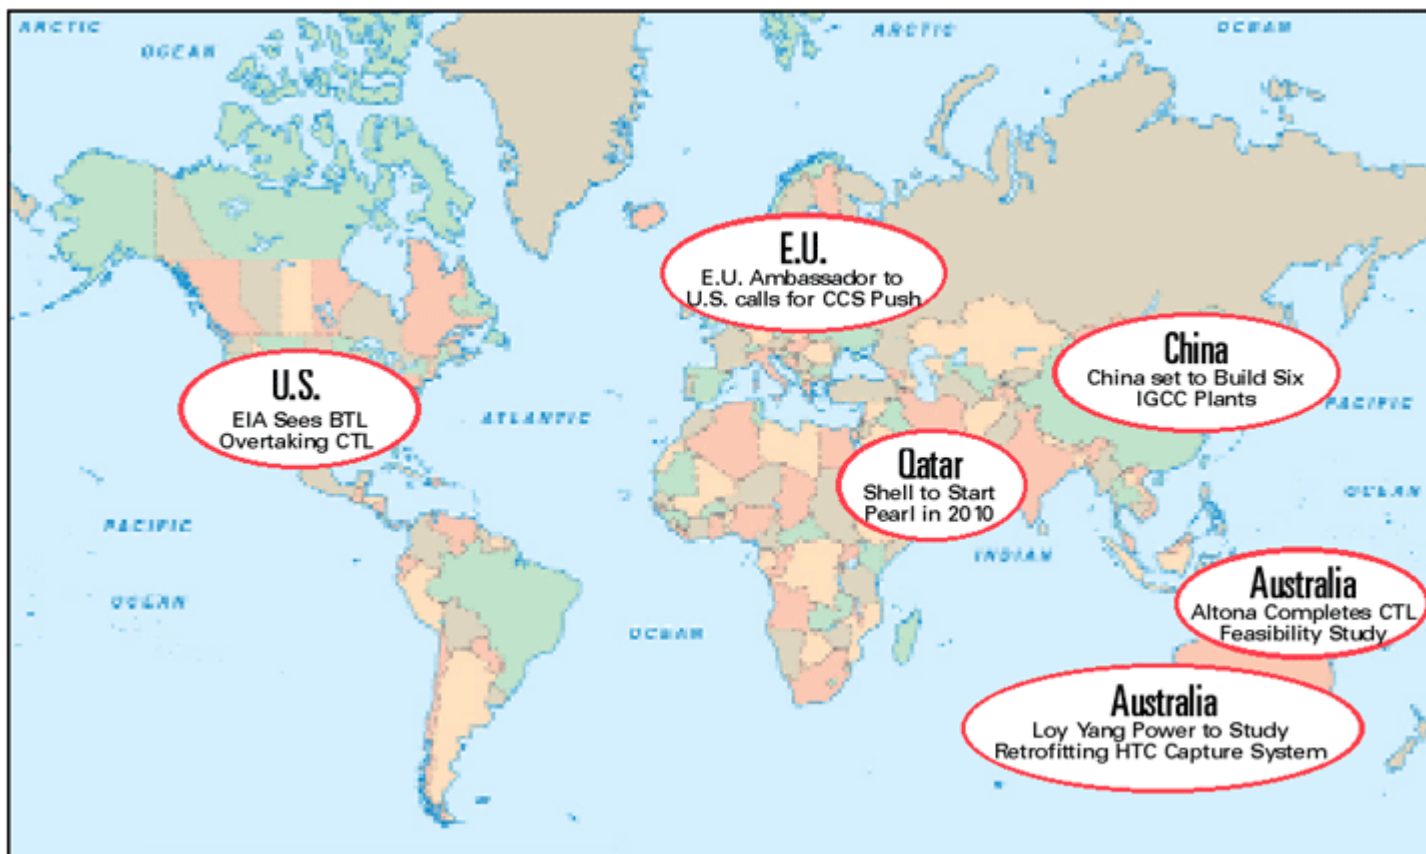 ARCTIC
OCEAN
ARCTIC
OCEAN
E.U.
E.U. Ambassador to
U.S. calls for CCS Push
China
China set to Build Six
IGCC Plants
U.S.
EIA Sees BTL
Overtaking CTL
ATLANTIC
PACIFIC
Qatar
Shell to Start
Pearl in 2010
OCEAN
PACIFIC
INDIAN
OCEAN
Australia
Altona Completes CTL
Feasibility Study
OCEAN
Australia
Loy Yang Power to Study
Retrofitting HTC Capture System